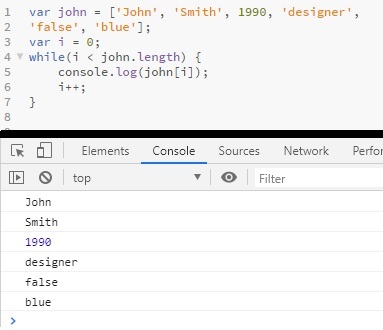 1 var john = ['John', 'Smith', 1990, 'designer',
2 'false', 'blue'];
3 var i = 0;
4 while(i < john.length) {
5 console.log(john[i]);
6 i++;
7 }
8
Elements Console Sources Network Perfor
top Filter
John
Smith
1990
designer
false
blue
>